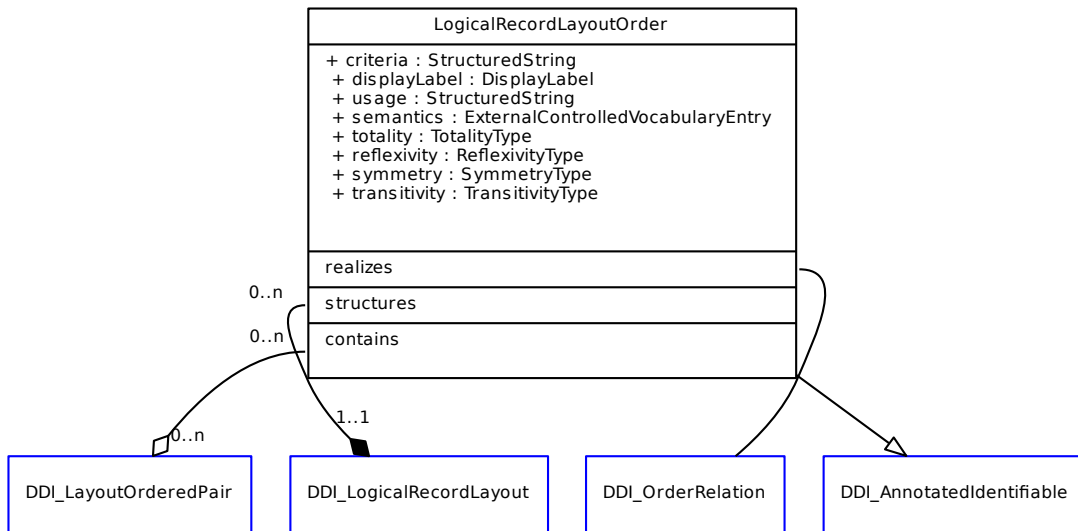 LogicalRecordLayoutOrder
+ criteria : StructuredString
+ displayLabel : DisplayLabel
+ usage : StructuredString
+ semantics : ExternalControlledVocabularyEntry
+ totality : TotalityType
+ reflexivity : ReflexivityType
+ symmetry : SymmetryType
+ transitivity : TransitivityType
realizes
0..n
structures
0..n
contains
1..1
0..n
DDI_LayoutOrderedPair
DDI_LogicalRecordLayout
DDI_OrderRelation
DDI_AnnotatedIdentifiable